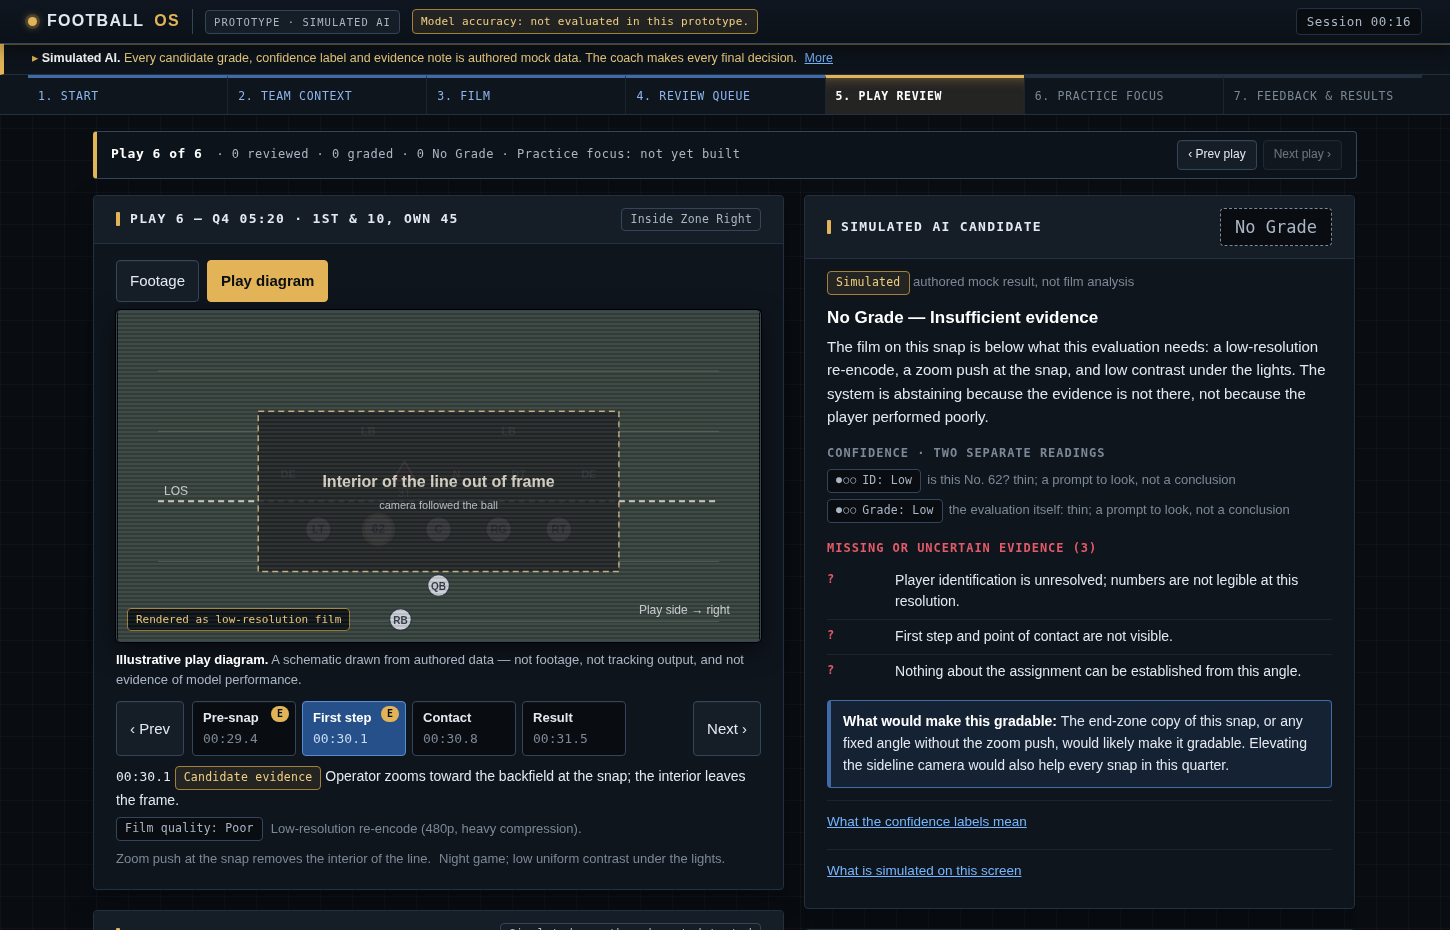 FOOTBALL OS
PROTOTYPE · SIMULATED AI
Model accuracy: not evaluated in this prototype.
Session 00:16
▸ Simulated AI. Every candidate grade, confidence label and evidence note is authored mock data. The coach makes every final decision. More
1. START
2. TEAM CONTEXT
3. FILM
4. REVIEW QUEUE
5. PLAY REVIEW
6. PRACTICE FOCUS
7. FEEDBACK & RESULTS
Play 6 of 6 · 0 reviewed · 0 graded · 0 No Grade · Practice focus: not yet built
‹ Prev play
Next play ›
PLAY 6 — Q4 05:20 · 1ST & 10, OWN 45
Inside Zone Right
Footage
Play diagram
LB LB
DE DE
LOS
Interior of the line out of frame
camera followed the ball
LT 62 C RG RT
QB
RB
Play side → right
Rendered as low-resolution film
Illustrative play diagram. A schematic drawn from authored data — not footage, not tracking output, and not
evidence of model performance.
‹ Prev
Pre-snap E
00:29.4
First step E
00:30.1
Contact
00:30.8
Result
00:31.5
Next ›
00:30.1 Candidate evidence Operator zooms toward the backfield at the snap; the interior leaves
the frame.
Film quality: Poor Low-resolution re-encode (480p, heavy compression).
Zoom push at the snap removes the interior of the line. Night game; low uniform contrast under the lights.
SIMULATED AI CANDIDATE
No Grade
Simulated authored mock result, not film analysis
No Grade — Insufficient evidence
The film on this snap is below what this evaluation needs: a low-resolution
re-encode, a zoom push at the snap, and low contrast under the lights. The
system is abstaining because the evidence is not there, not because the
player performed poorly.
CONFIDENCE · TWO SEPARATE READINGS
●○○ ID: Low is this No. 62? thin; a prompt to look, not a conclusion
●○○ Grade: Low the evaluation itself: thin; a prompt to look, not a conclusion
MISSING OR UNCERTAIN EVIDENCE (3)
? Player identification is unresolved; numbers are not legible at this
resolution.
? First step and point of contact are not visible.
? Nothing about the assignment can be established from this angle.
What would make this gradable: The end-zone copy of this snap, or any
fixed angle without the zoom push, would likely make it gradable. Elevating
the sideline camera would also help every snap in this quarter.
What the confidence labels mean
What is simulated on this screen